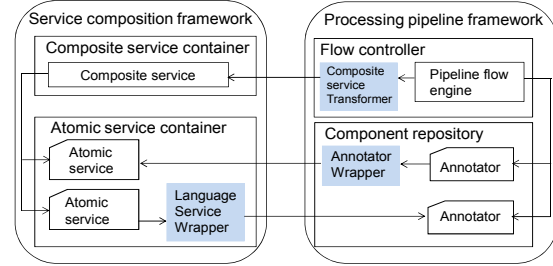 Service composition framework
Composite service container
Composite service
Atomic service container
Atomic
service
Atomic
service
Language
Service
Wrapper
Processing pipeline framework
Flow controller
Composite
service
Transformer
Pipeline flow
engine
Component repository
Annotator
Wrapper
Annotator
Annotator